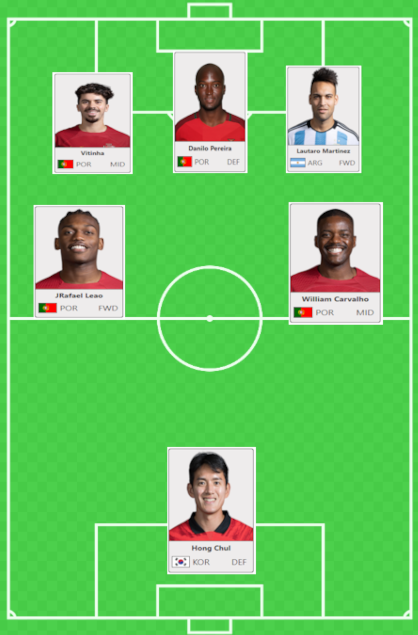 Vitinha
POR MID
Danilo Pereira
POR DEF
Lautaro Martinez
ARG FWD
JRafael Leao
POR FWD
William Carvalho
POR MID
Hong Chul
KOR DEF